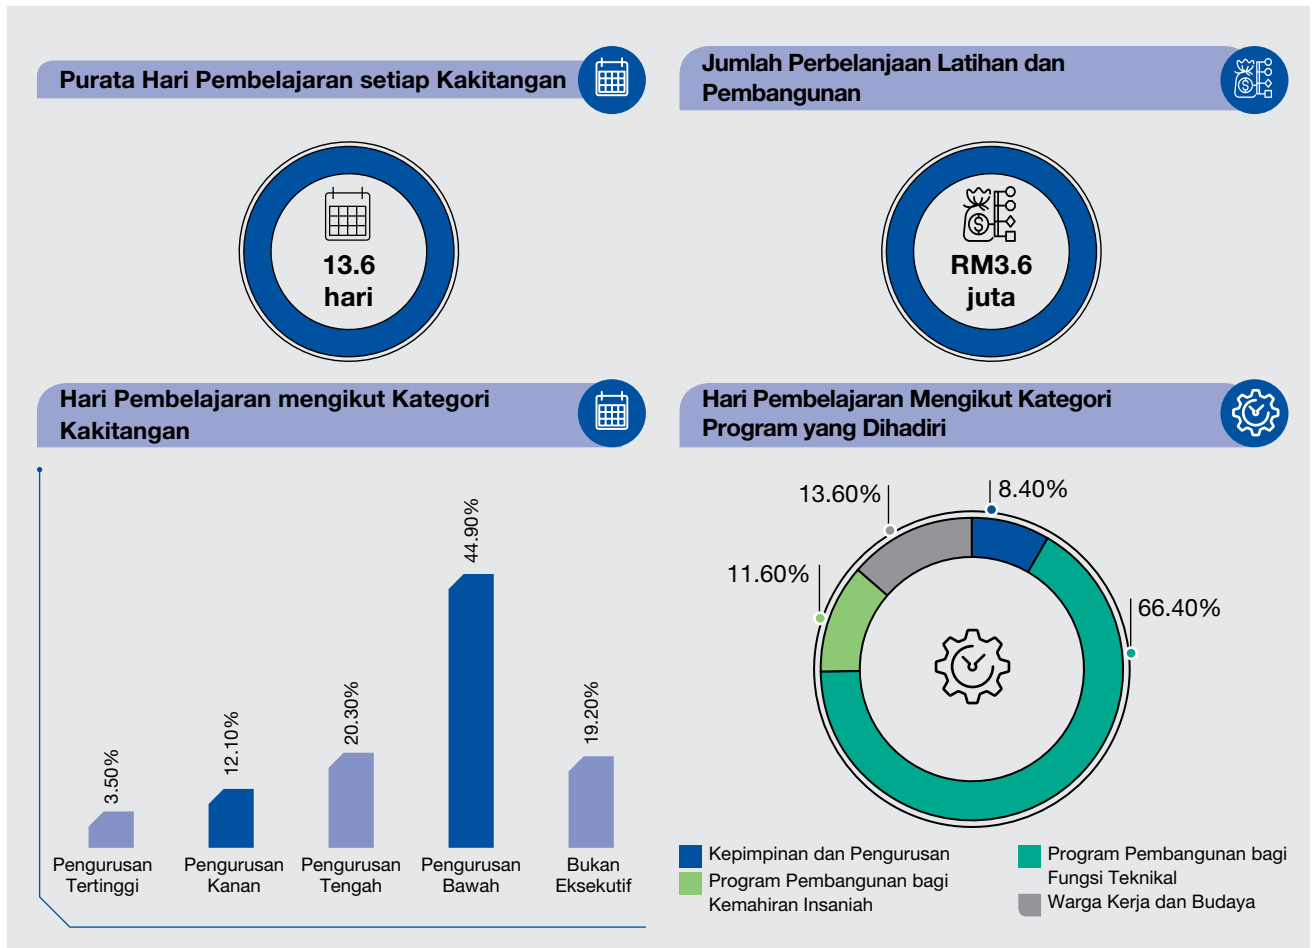 Purata Hari Pembelajaran setiap Kakitangan
13.6
hari
Jumlah Perbelanjaan Latihan dan
Pembangunan
$
$
RM3.6
juta
Hari Pembelajaran mengikut Kategori
Kakitangan
3.50%
12.10%
20.30%
44.90%
19.20%
Pengurusan
Tertinggi
Pengurusan
Kanan
Pengurusan
Tengah
Pengurusan
Bawah
Bukan
Eksekutif
Hari Pembelajaran Mengikut Kategori
Program yang Dihadiri
13.60%
8.40%
11.60%
66.40%
Kepimpinan dan Pengurusan
Program Pembangunan bagi
Kemahiran Insaniah
Program Pembangunan bagi
Fungsi Teknikal
Warga Kerja dan Budaya